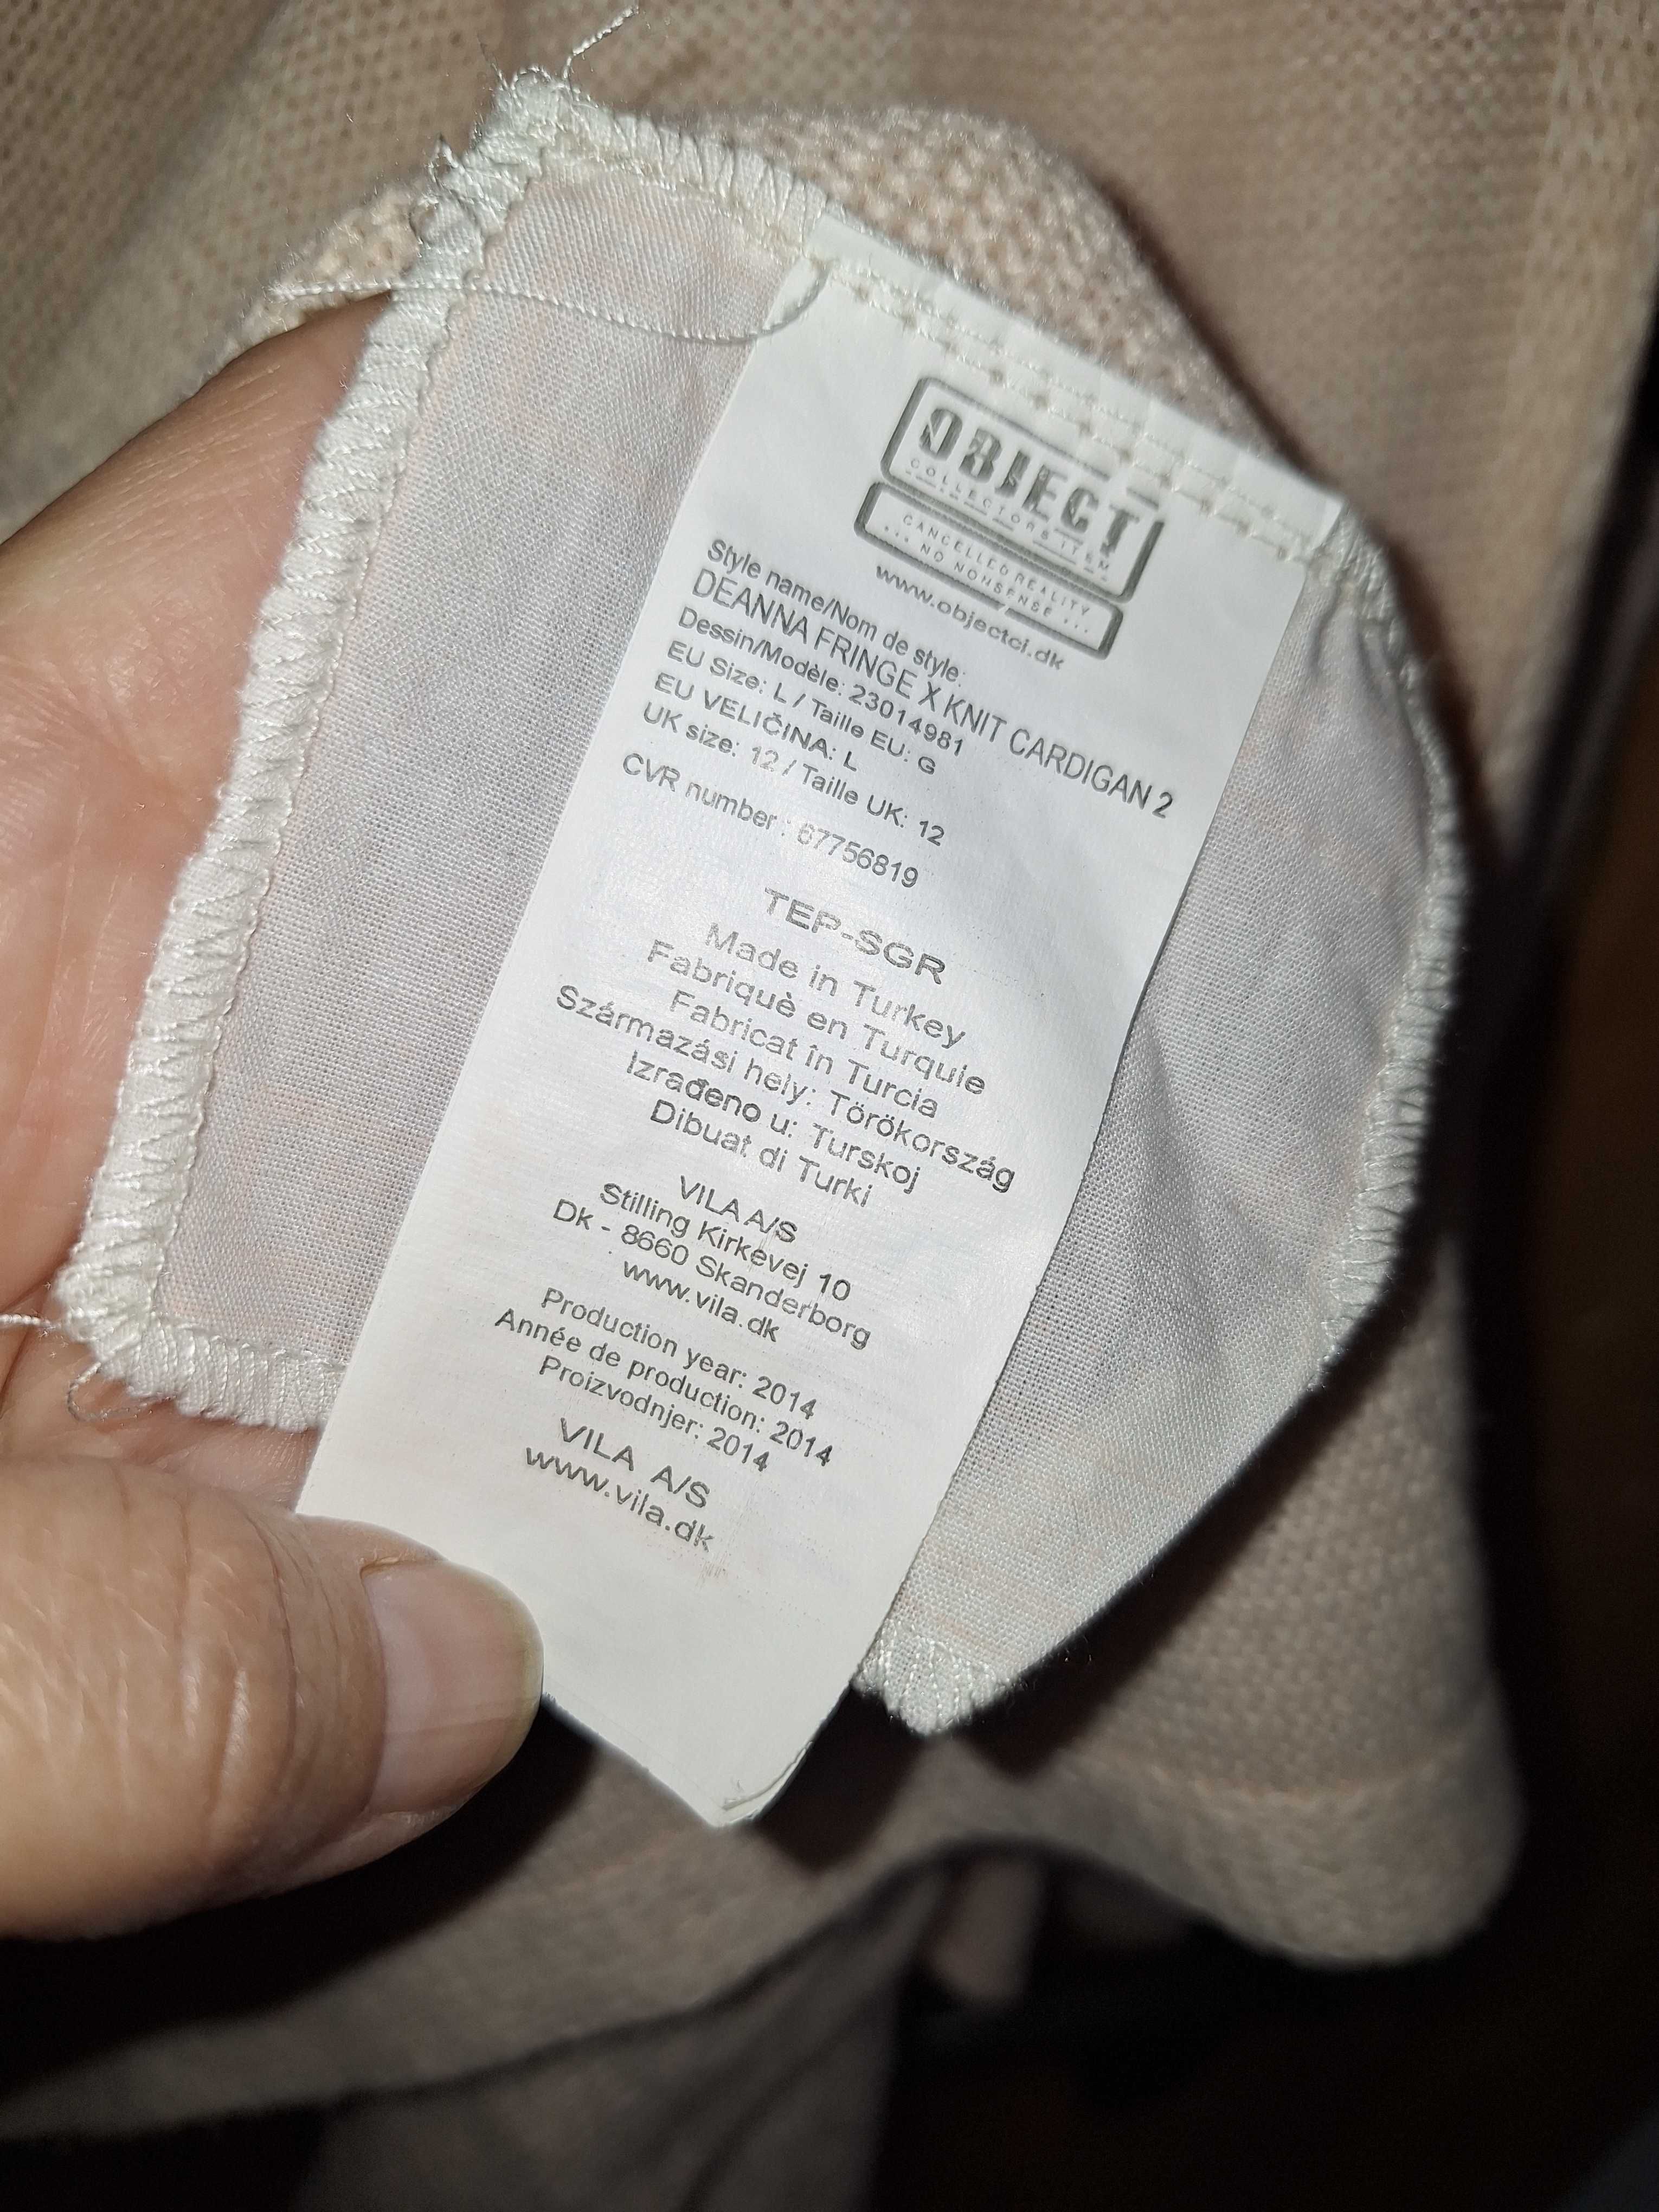 OBJECT
COLLECTORS ITEM
CANCELLED REALITY
... NO NONSENSE ...
www.objectci.dk
Style name/Nom de style:
DEANNA FRINGE X KNIT CARDIGAN 2
Dessin/Modèle: 23014981
EU Size: L / Taille EU: G
EU VELIČINA: L
UK size: 12 / Taille UK: 12
CVR number : 67756819
TEP-SGR
Made in Turkey
Fabriquè en Turquie
Fabricat în Turcia
Származási hely: Törökország
Izrađeno u: Turskoj
Dibuat di Turki
VILA A/S
Stilling Kirkevej 10
Dk - 8660 Skanderborg
www.vila.dk
Production year: 2014
Année de production: 2014
Proizvodnjer: 2014
VILA A/S
www.vila.dk